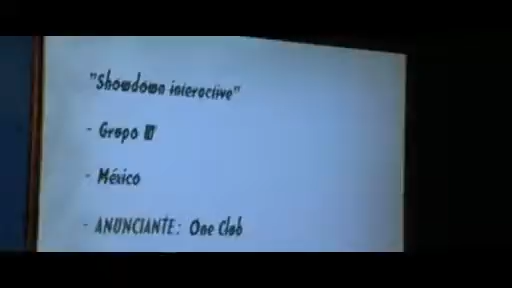 "Showdown interactive"
- Grupo
- México
- ANUNCIANTE: One Club